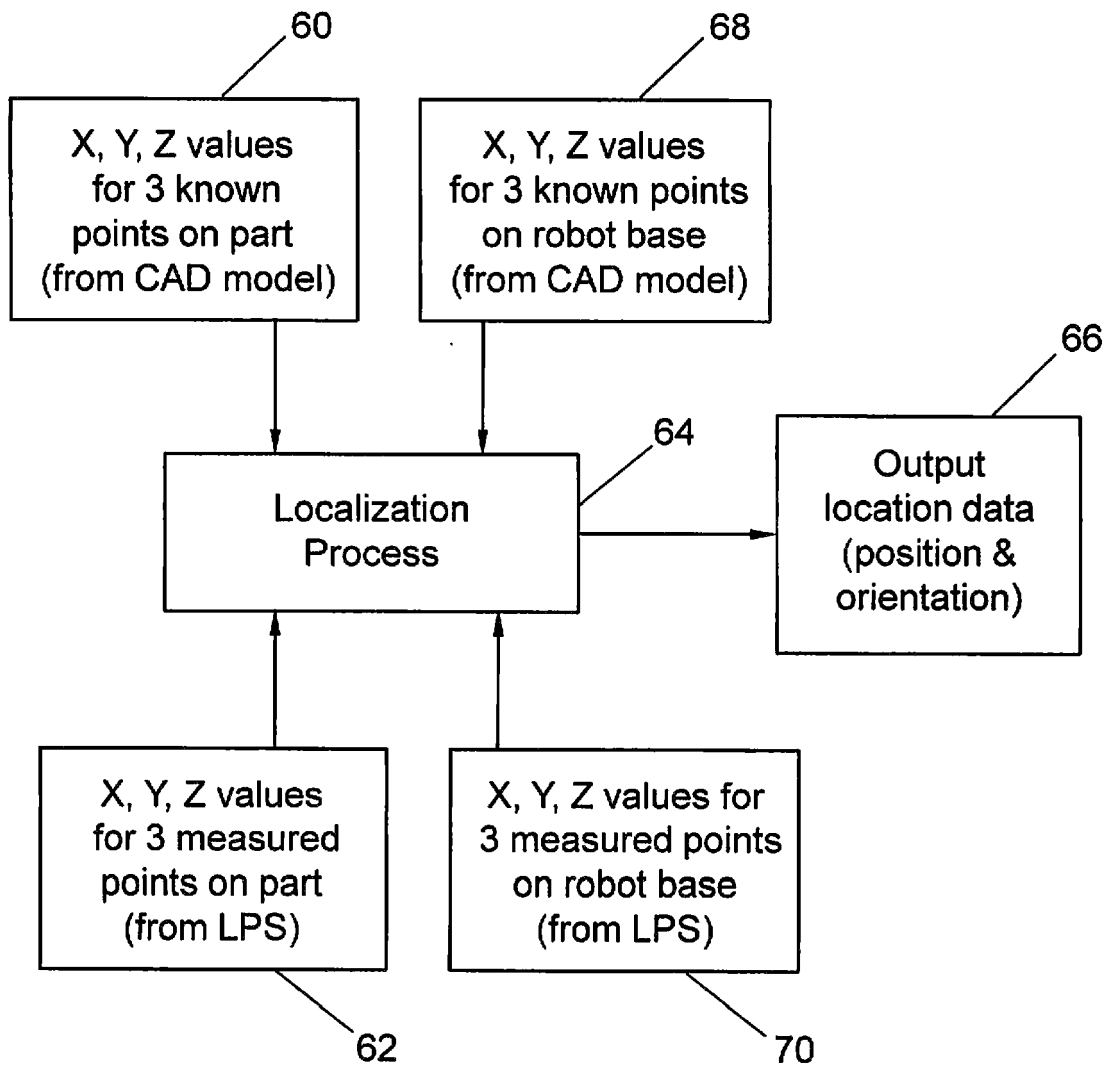 60
68
X, Y, Z values
for 3 known
points on part
(from CAD model)
X, Y, Z values
for 3 known points
on robot base
(from CAD model)
66
64
Localization
Process
Output
location data
(position &
orientation)
X, Y, Z values
for 3 measured
points on part
(from LPS)
X, Y, Z values for
3 measured points
on robot base
(from LPS)
62
70